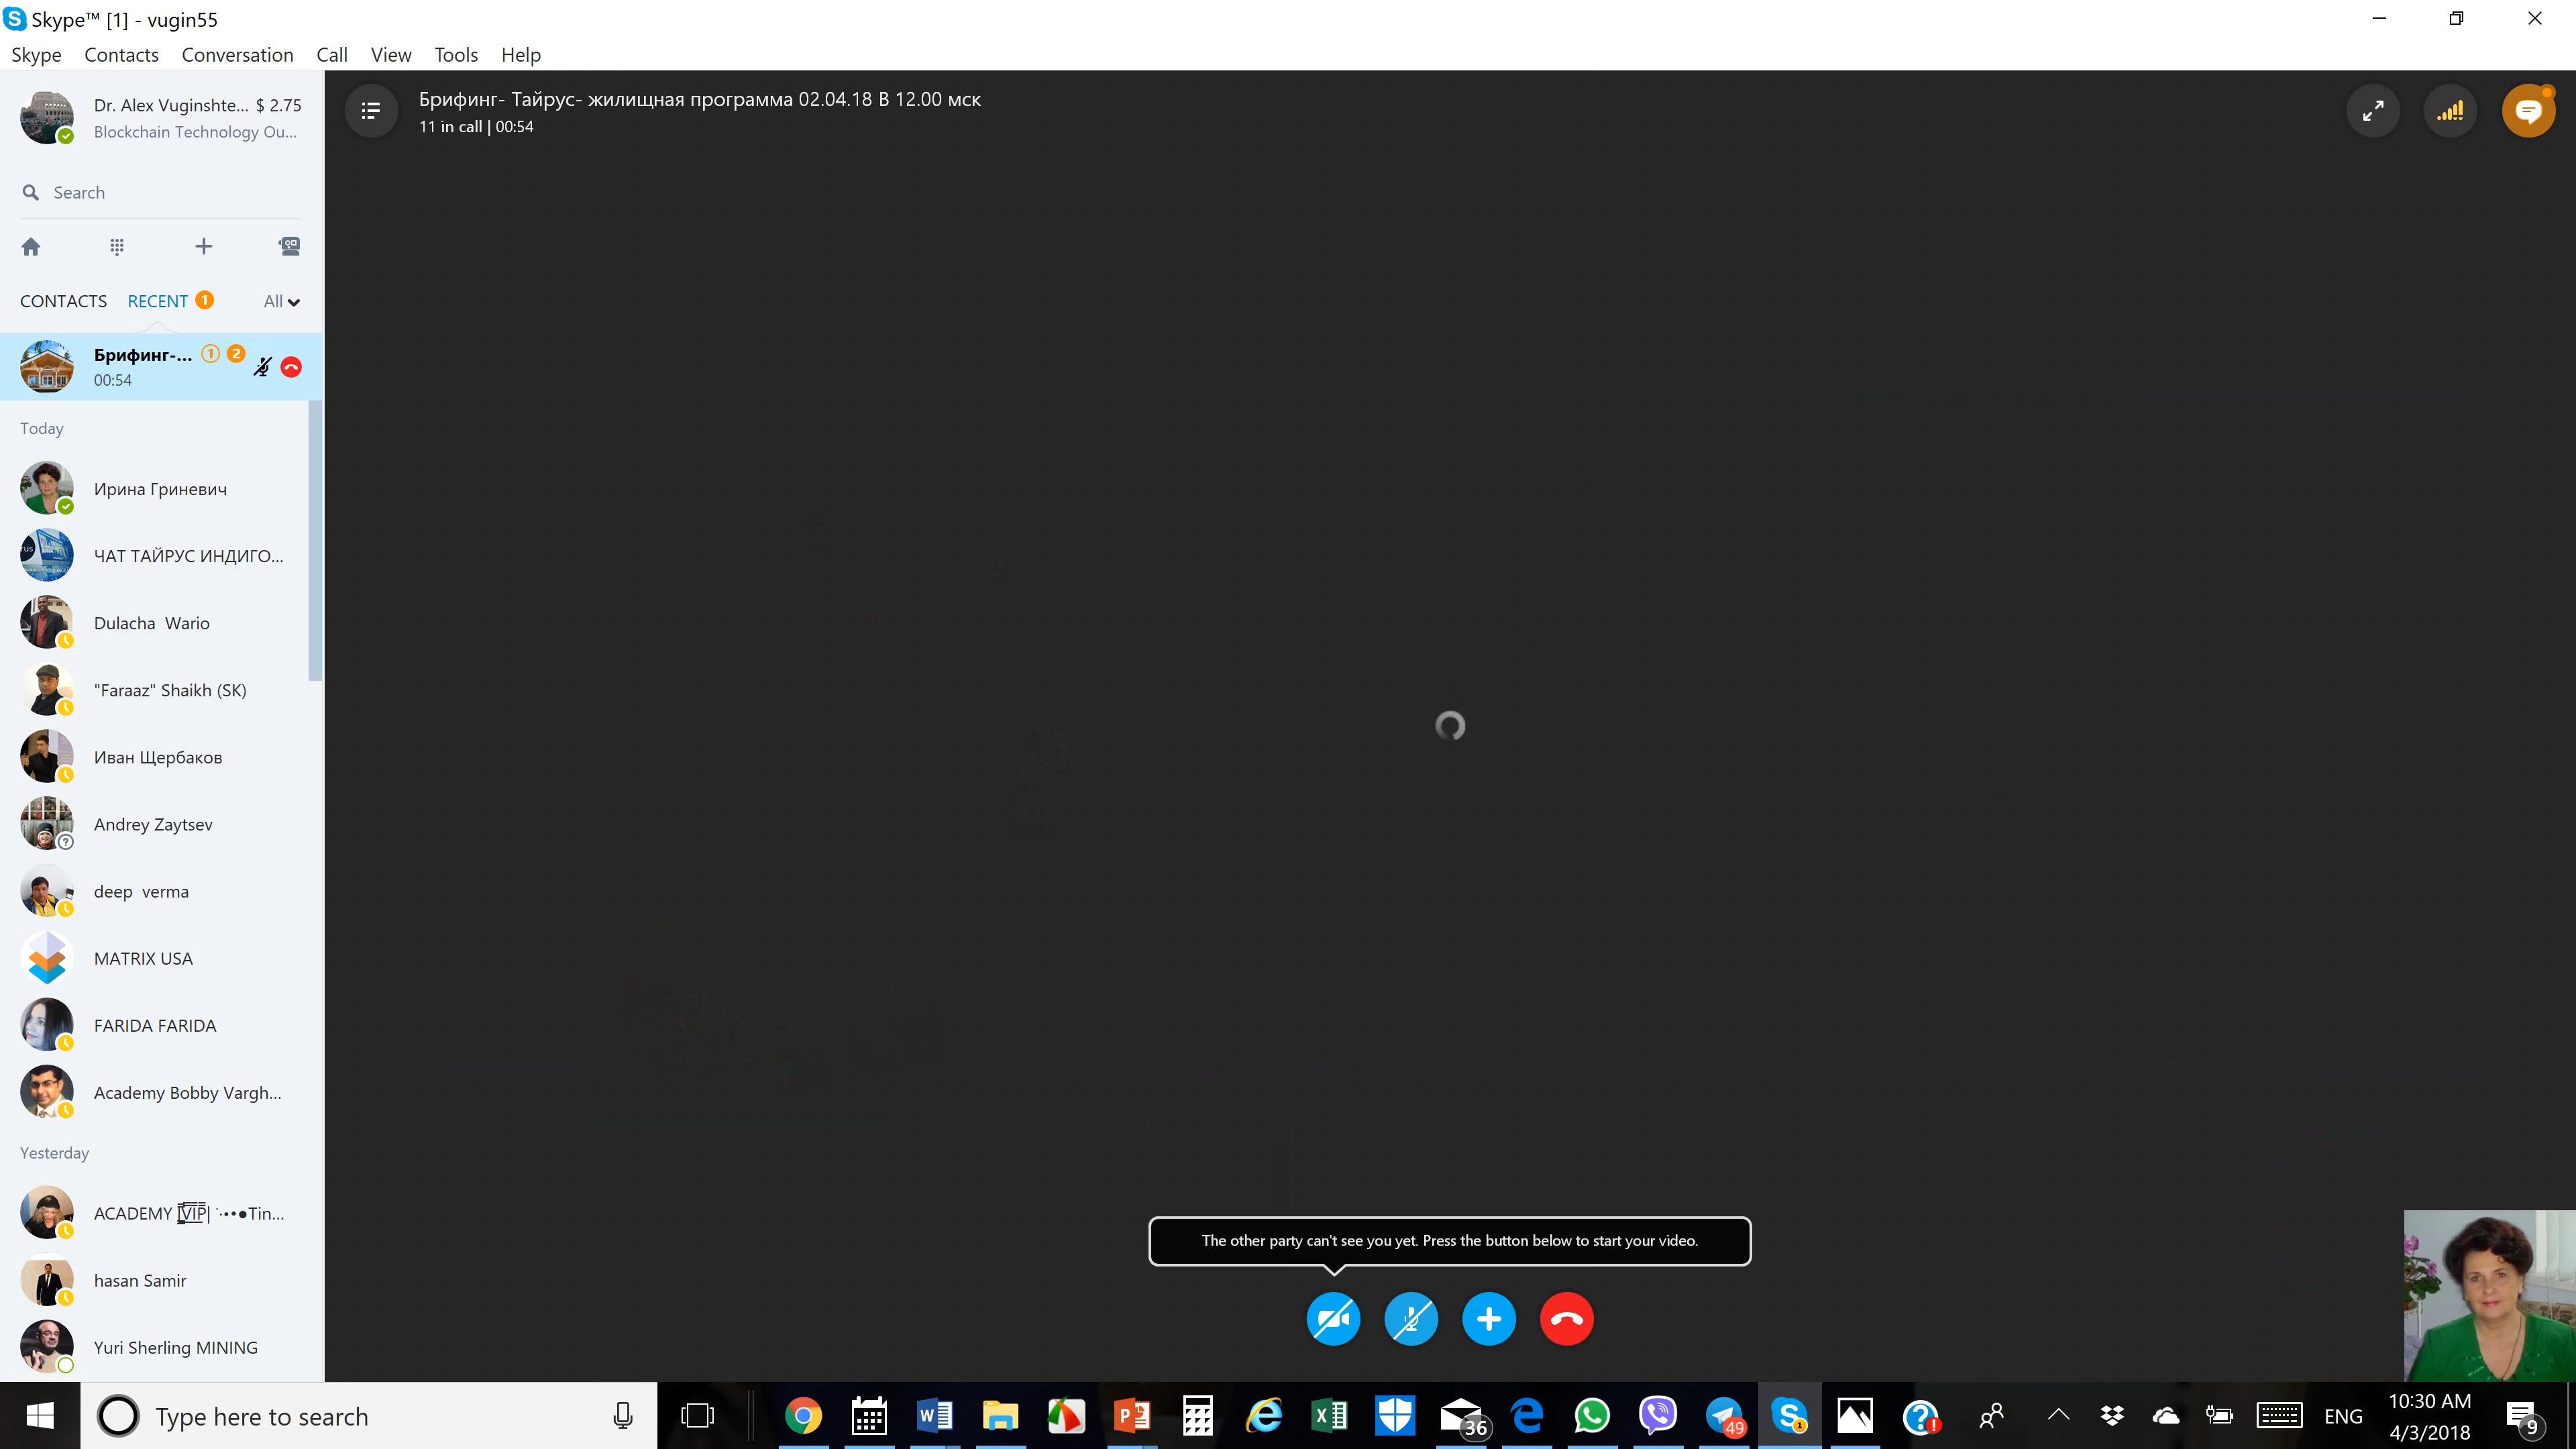 Skype™ [1] - vugin55
Skype Contacts Conversation Call View Tools Help
Dr. Alex Vuginshte... $ 2.75
Blockchain Technology Ou...
Search
CONTACTS RECENT 1 All
Брифинг-... 1 2
00:54
Today
Ирина Гриневич
ЧАТ ТАЙРУС ИНДИГО...
Dulacha Wario
"Faraaz" Shaikh (SK)
Иван Щербаков
Andrey Zaytsev
deep verma
MATRIX USA
FARIDA FARIDA
Academy Bobby Vargh...
Yesterday
ACADEMY VIP| ˙·••●Tin...
hasan Samir
Yuri Sherling MINING
Брифинг- Тайрус- жилищная программа 02.04.18 В 12.00 мск
11 in call | 00:54
The other party can't see you yet. Press the button below to start your video.
Type here to search
36
49
1
ENG
10:30 AM
4/3/2018
9